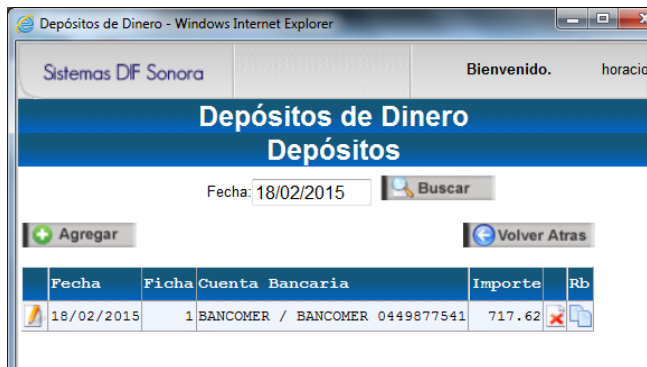 Depósitos de Dinero - Windows Internet Explorer
Sistemas DIF Sonora Bienvenido. horacio
Depósitos de Dinero
Depósitos
Fecha: 18/02/2015 Buscar
Agregar Volver Atras
Fecha Ficha Cuenta Bancaria Importe Rb
18/02/2015 1 BANCOMER / BANCOMER 0449877541 717.62